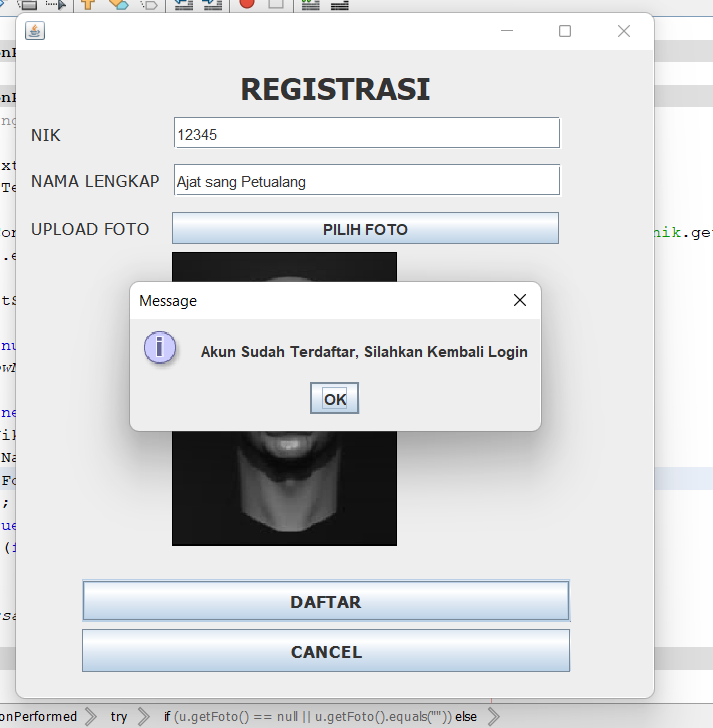 REGISTRASI
NIK
12345
NAMA LENGKAP
Ajat sang Petualang
UPLOAD FOTO
PILIH FOTO
nik.get
Message
Akun Sudah Terdaftar, Silahkan Kembali Login
OK
DAFTAR
CANCEL
onPerformed
try
if (u.getFoto() == null || u.getFoto().equals("")) else